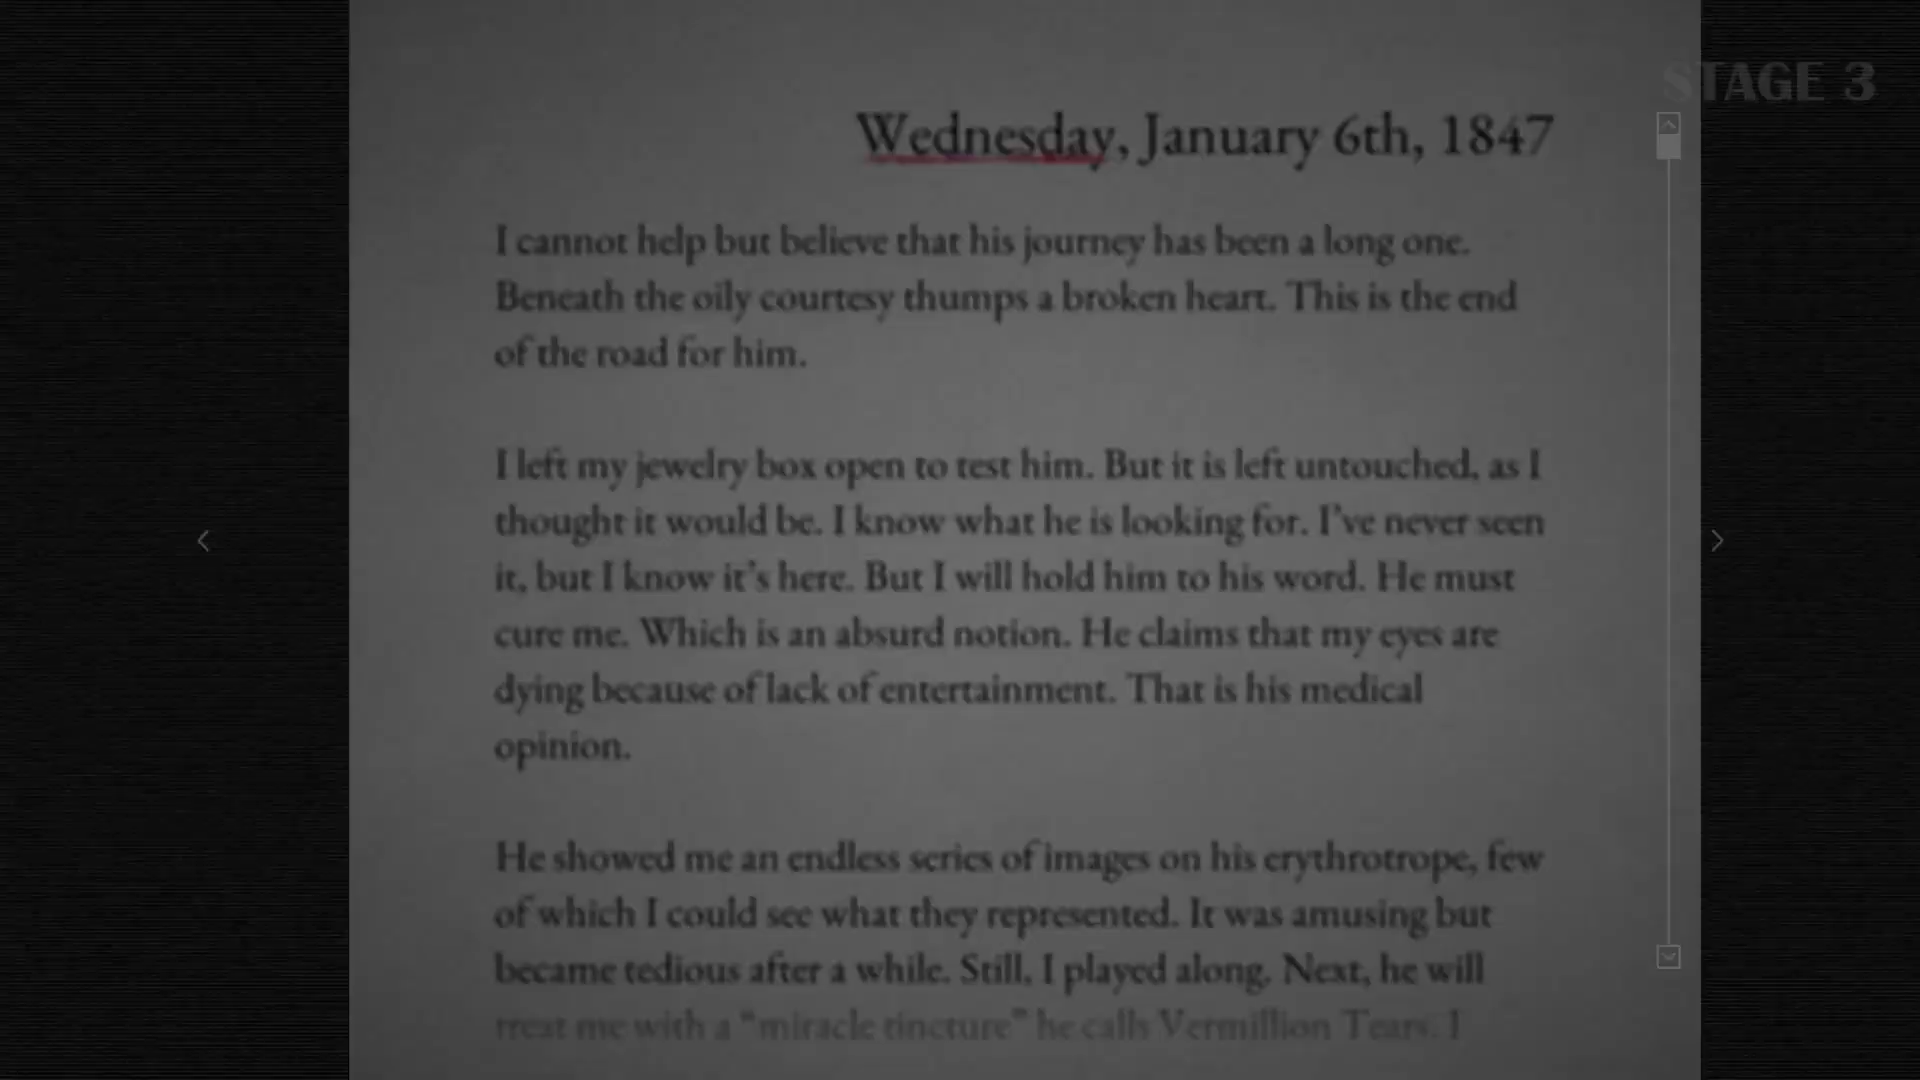 STAGE 3
Wednesday, January 6th, 1847
I cannot help but believe that his journey has been a long one.
Beneath the oily courtesy thumps a broken heart. This is the end
of the road for him.
I left my jewelry box open to test him. But it is left untouched, as I
thought it would be. I know what he is looking for. I've never seen
it, but I know it's here. But I will hold him to his word. He must
cure me. Which is an absurd notion. He claims that my eyes are
dying because of lack of entertainment. That is his medical
opinion.
He showed me an endless series of images on his erythrotrope, few
of which I could see what they represented. It was amusing but
became tedious after a while. Still, I played along. Next, he will
treat me with a “miracle tincture” he calls Vermillion Tears. I